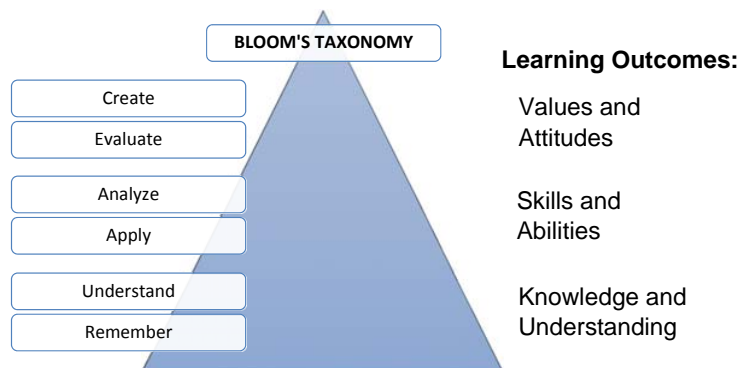 BLOOM'S TAXONOMY
Learning Outcomes:
Create
Evaluate
Values and
Attitudes
Analyze
Apply
Skills and
Abilities
Understand
Remember
Knowledge and
Understanding